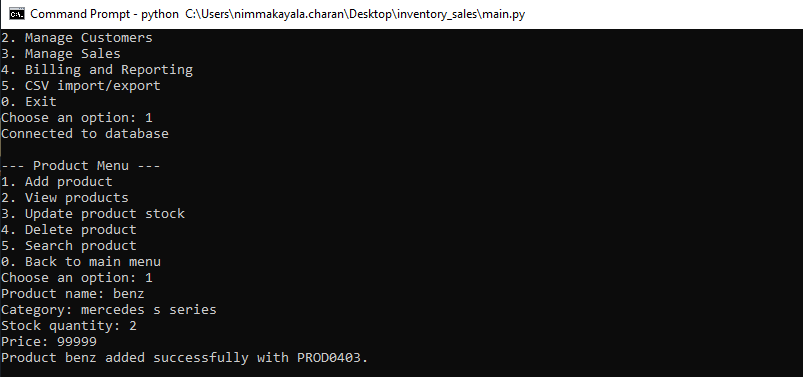 Command Prompt - python C:\Users\nimmakayala.charan\Desktop\inventory_sales\main.py
2. Manage Customers
3. Manage Sales
4. Billing and Reporting
5. CSV import/export
0. Exit
Choose an option: 1
Connected to database
--- Product Menu ---
1. Add product
2. View products
3. Update product stock
4. Delete product
5. Search product
0. Back to main menu
Choose an option: 1
Product name: benz
Category: mercedes s series
Stock quantity: 2
Price: 99999
Product benz added successfully with PROD0403.